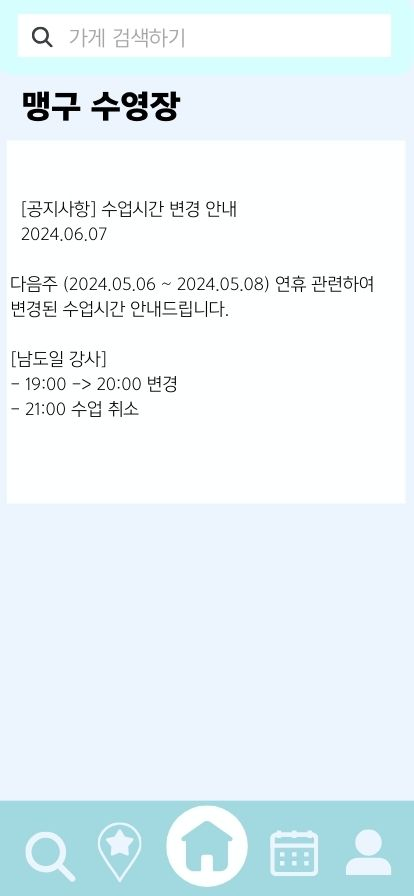 가게 검색하기
맹구 수영장
[공지사항] 수업시간 변경 안내
2024.06.07
다음주 (2024.05.06 ~ 2024.05.08) 연휴 관련하여
변경된 수업시간 안내드립니다.
[남도일 강사]
- 19:00 -> 20:00 변경
- 21:00 수업 취소